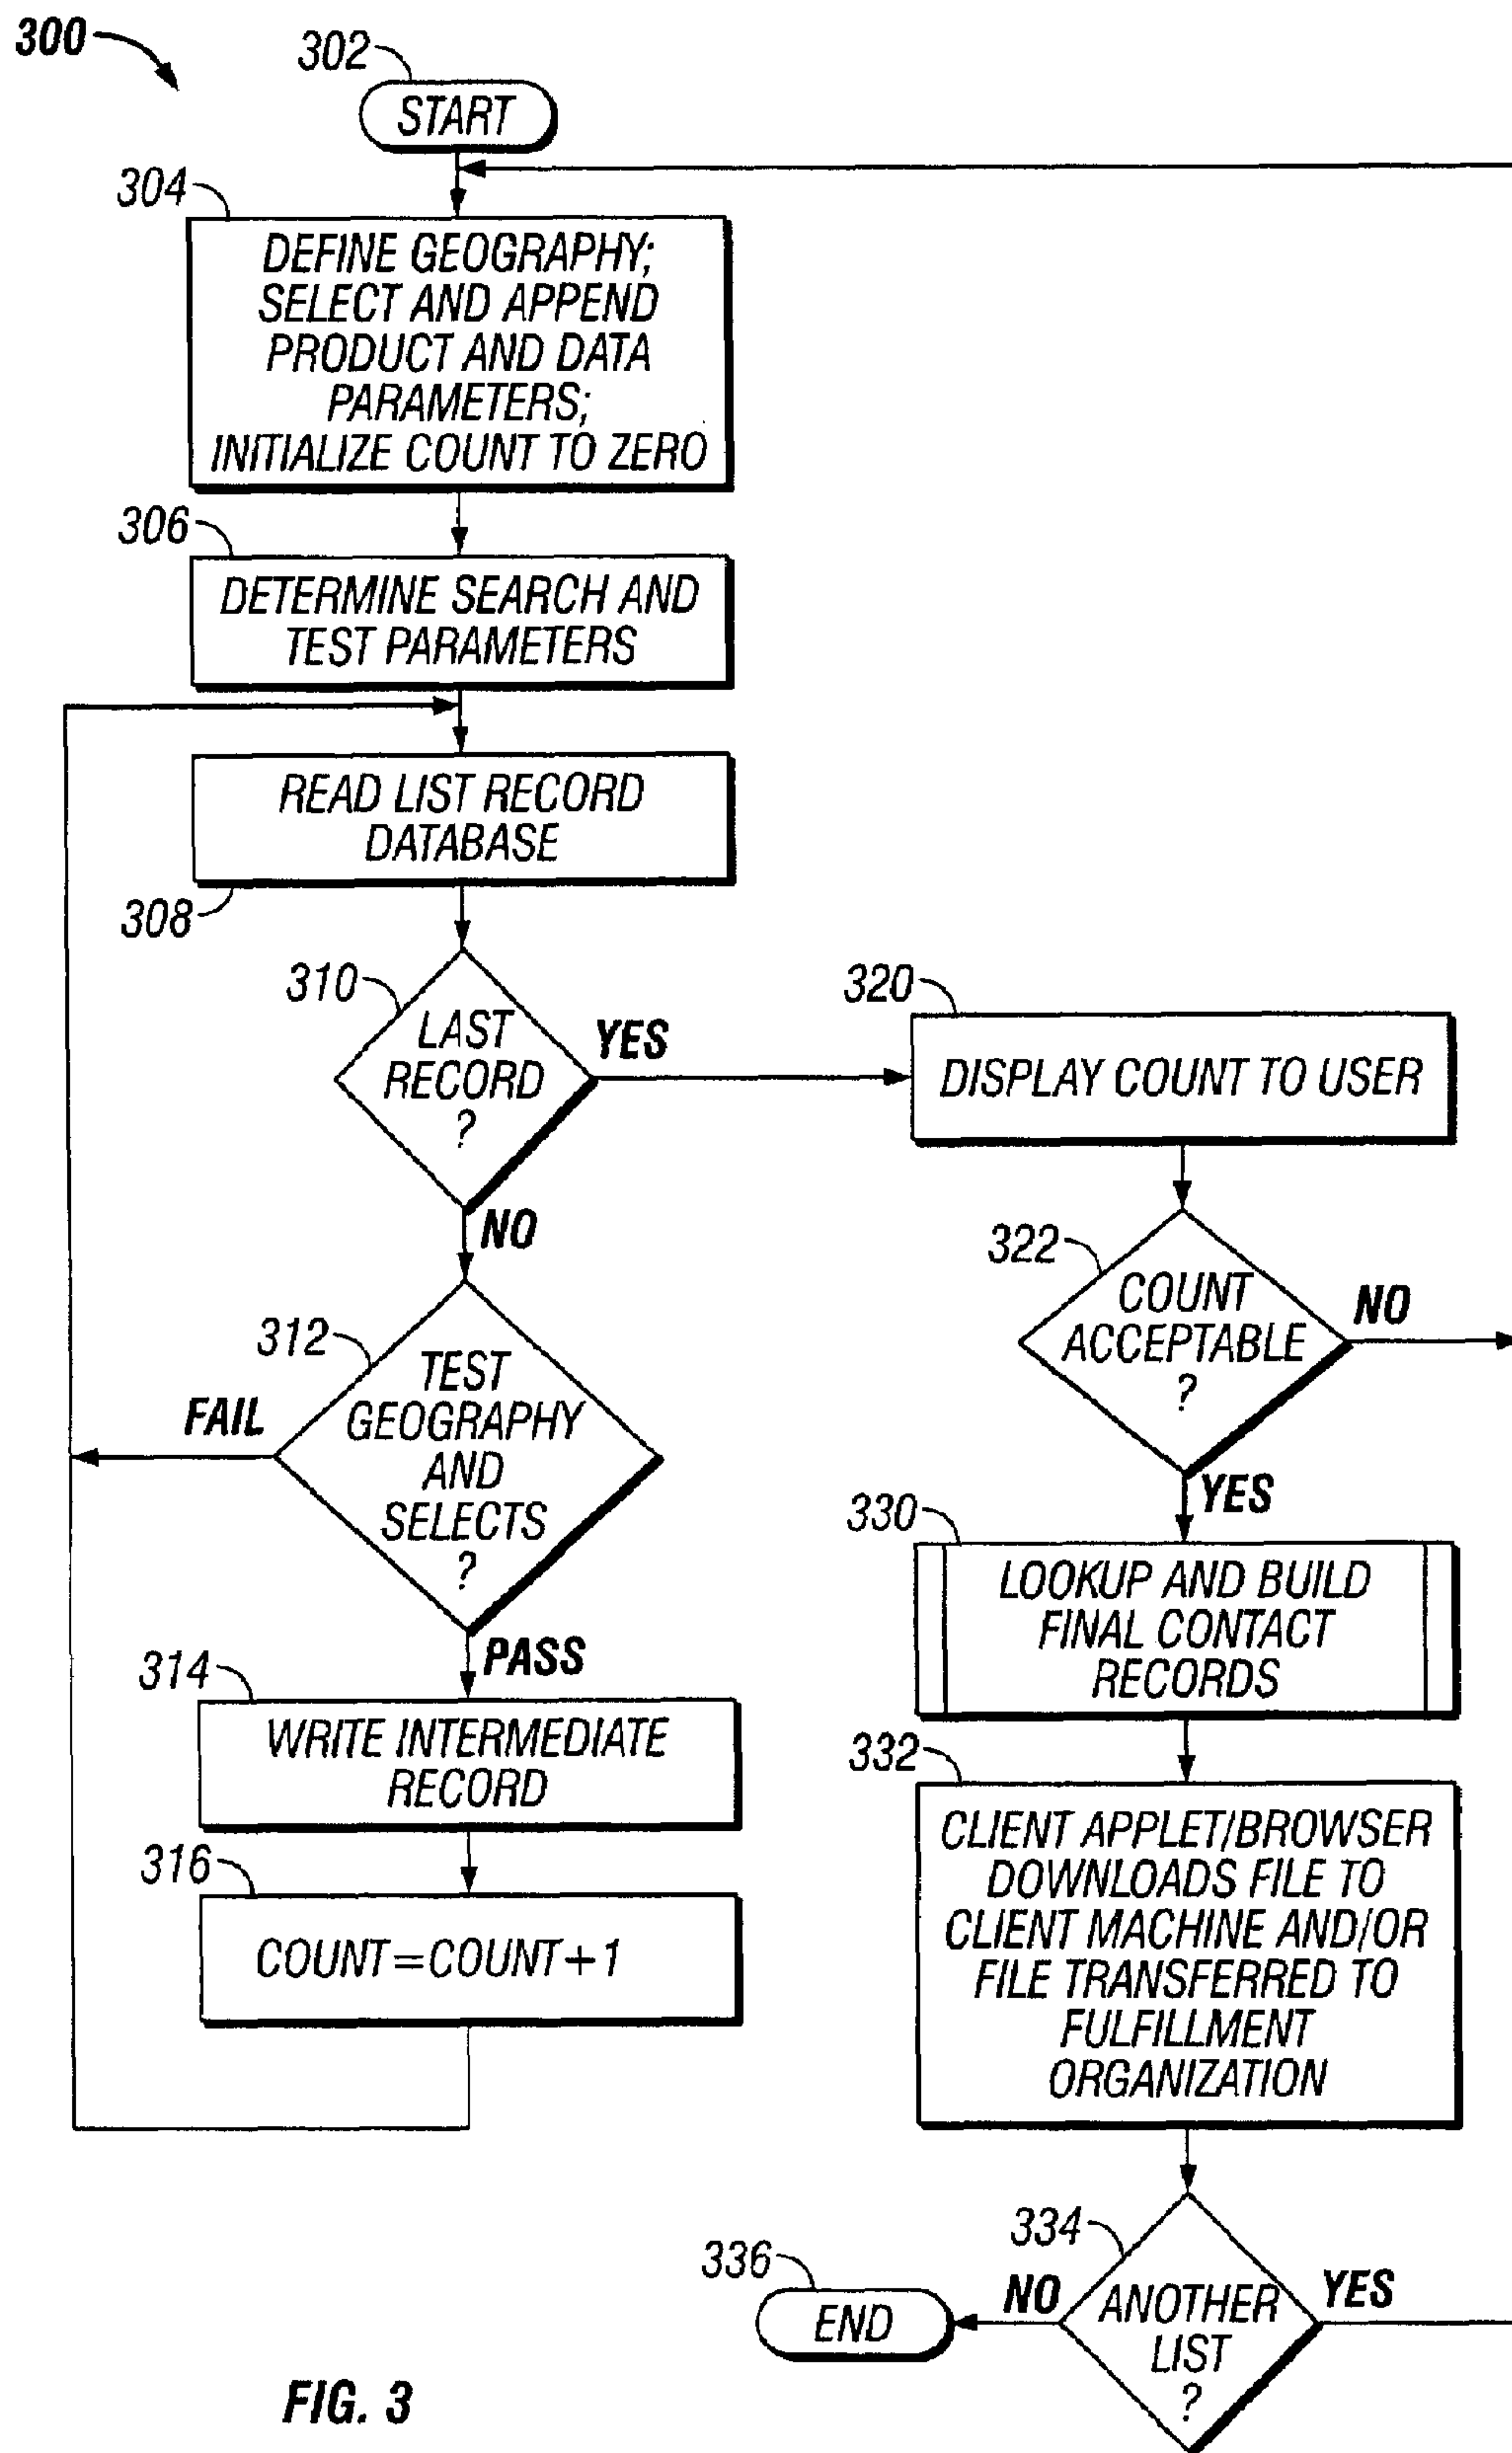 300
302
START
304
DEFINE GEOGRAPHY;
SELECT AND APPEND
PRODUCT AND DATA
PARAMETERS;
INITIALIZE COUNT TO ZERO
306
DETERMINE SEARCH AND
TEST PARAMETERS
READ LIST RECORD
DATABASE
308
310
LAST
RECORD
?
YES
NO
312
TEST
GEOGRAPHY
AND
SELECTS
?
FAIL
PASS
314
WRITE INTERMEDIATE
RECORD
316
COUNT=COUNT+1
320
DISPLAY COUNT TO USER
322
COUNT
ACCEPTABLE
?
NO
YES
330
LOOKUP AND BUILD
FINAL CONTACT
RECORDS
332
CLIENT APPLET/BROWSER
DOWNLOADS FILE TO
CLIENT MACHINE AND/OR
FILE TRANSFERRED TO
FULFILLMENT
ORGANIZATION
334
ANOTHER
LIST
?
YES
NO
336
END
FIG. 3